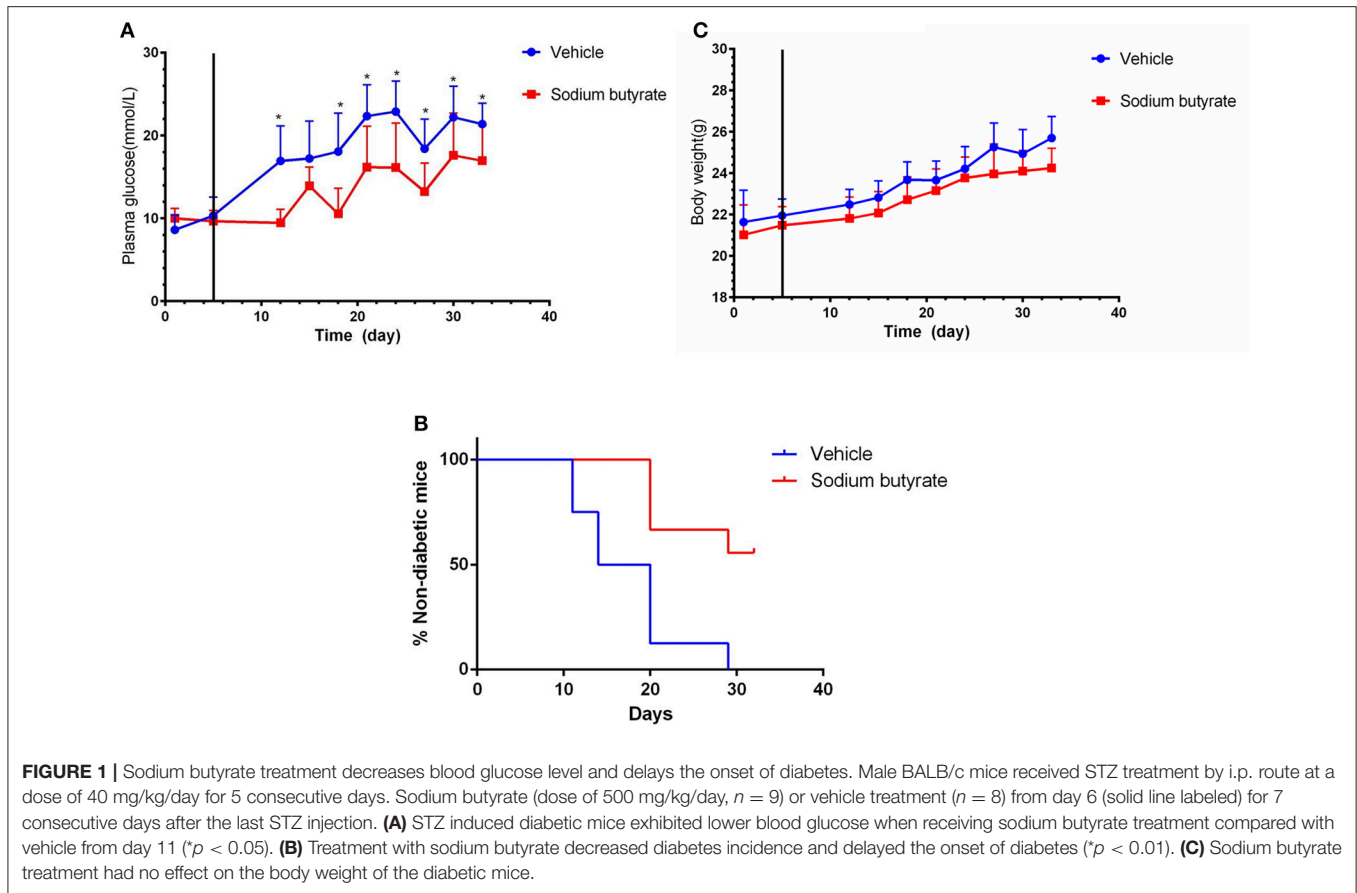 A
30
20
10
0
Plasma glucose(mmol/L)
*
*
*
*
*
*
*
Vehicle
Sodium butyrate
0
10
20
30
40
Time (day)
C
30
28
26
24
22
20
18
Body weight(g)
Vehicle
Sodium butyrate
0
10
20
30
40
Time (day)
B
100
50
0
% Non-diabetic mice
Vehicle
Sodium butyrate
0
10
20
30
40
Days
FIGURE 1 | Sodium butyrate treatment decreases blood glucose level and delays the onset of diabetes. Male BALB/c mice received STZ treatment by i.p. route at a
dose of 40 mg/kg/day for 5 consecutive days. Sodium butyrate (dose of 500 mg/kg/day, n = 9) or vehicle treatment (n = 8) from day 6 (solid line labeled) for 7
consecutive days after the last STZ injection. (A) STZ induced diabetic mice exhibited lower blood glucose when receiving sodium butyrate treatment compared with
vehicle from day 11 (*p < 0.05). (B) Treatment with sodium butyrate decreased diabetes incidence and delayed the onset of diabetes (*p < 0.01). (C) Sodium butyrate
treatment had no effect on the body weight of the diabetic mice.